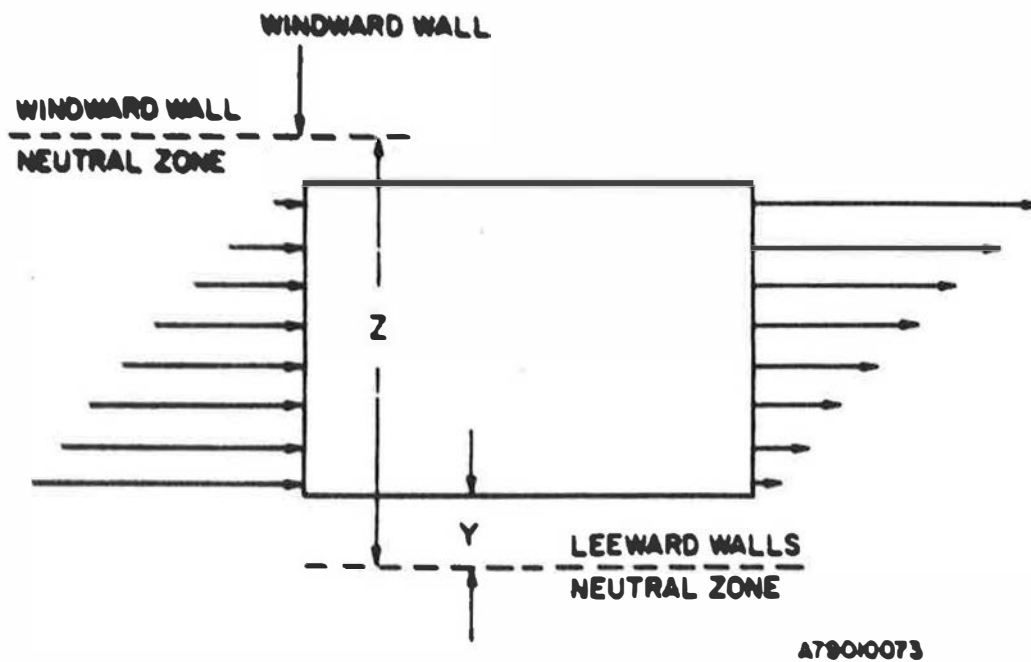 WINDWARD WALL
WINDWARD WALL
NEUTRAL ZONE
Z
Y
LEEWARD WALLS
NEUTRAL ZONE
A79010073